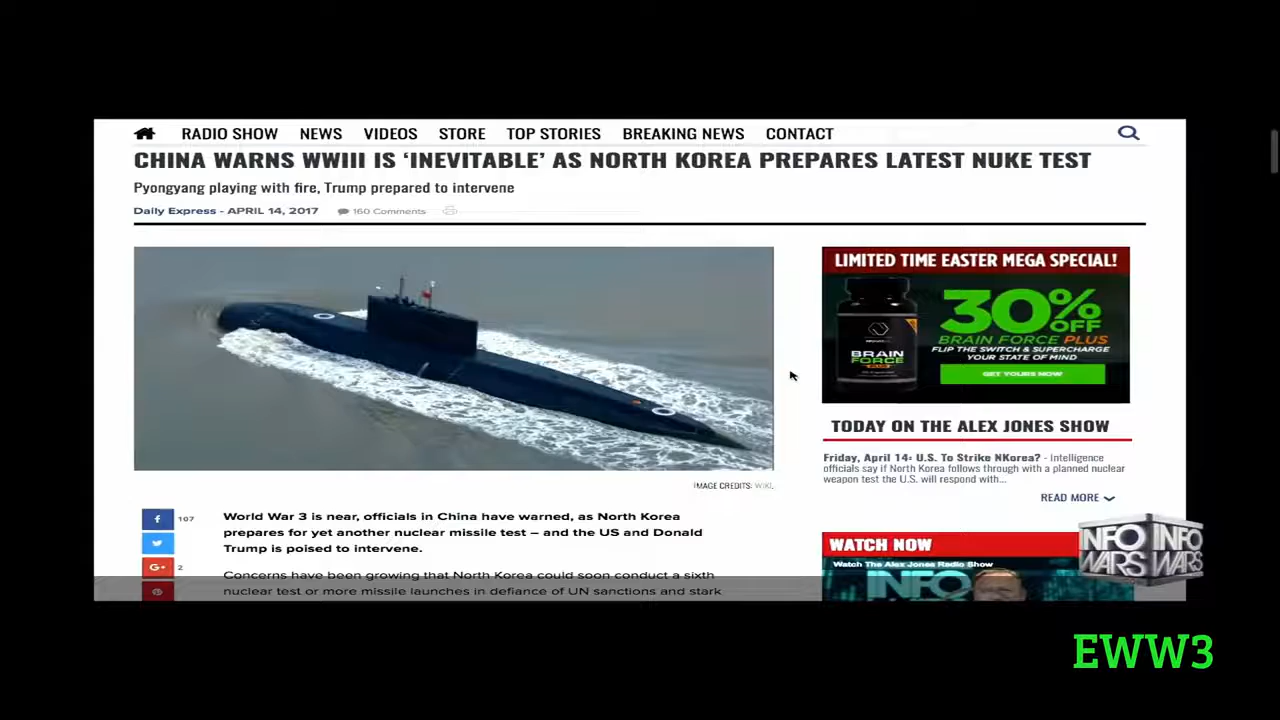 RADIO SHOW NEWS VIDEOS STORE TOP STORIES BREAKING NEWS CONTACT
CHINA WARNS WWIII IS ‘INEVITABLE’ AS NORTH KOREA PREPARES LATEST NUKE TEST
Pyongyang playing with fire, Trump prepared to intervene
Daily Express - APRIL 14, 2017 160 Comments
LIMITED TIME EASTER MEGA SPECIAL!
30%
OFF
BRAIN FORCE PLUS
FLIP THE SWITCH & SUPERCHARGE
YOUR STATE OF MIND
GET YOURS NOW
BRAIN
FORCE
PLUS
TODAY ON THE ALEX JONES SHOW
Friday, April 14: U.S. To Strike NKorea? - Intelligence
officials say if North Korea follows through with a planned nuclear
weapon test the U.S. will respond with...
READ MORE
IMAGE CREDITS: WIKI.
107
World War 3 is near, officials in China have warned, as North Korea
prepares for yet another nuclear missile test – and the US and Donald
Trump is poised to intervene.
G+ 2
Concerns have been growing that North Korea could soon conduct a sixth
nuclear test or more missile launches in defiance of UN sanctions and stark
WATCH NOW
Watch The Alex Jones Radio Show
INFO
INFO INFO
WARS WARS
EWW3